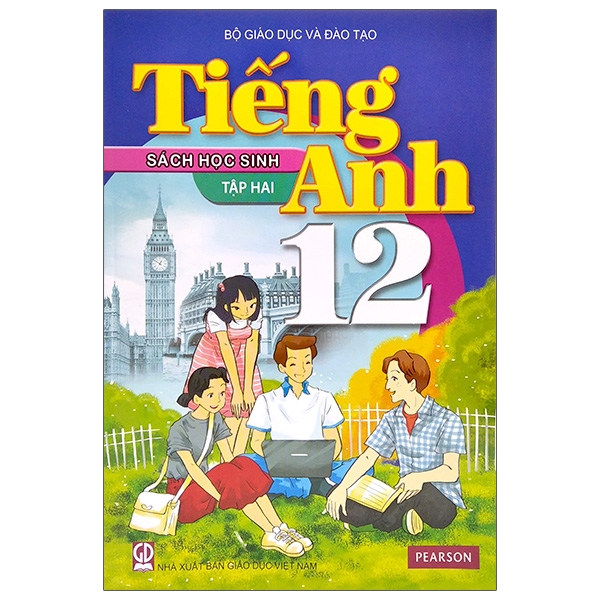 BỘ GIÁO DỤC VÀ ĐÀO TẠO
Tiếng
Anh
12
SÁCH HỌC SINH
TẬP HAI
GD
NHÀ XUẤT BẢN GIÁO DỤC VIỆT NAM
PEARSON